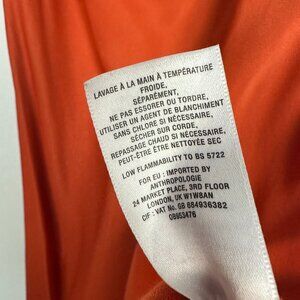 LAVAGE À LA MAIN À TEMPÉRATURE
FROIDE,
SÉPARÉMENT,
NE PAS ESSORER OU TORDRE,
UTILISER UN AGENT DE BLANCHIMENT
SANS CHLORE SI NÉCESSAIRE,
SÉCHER SUR CORDE,
REPASSAGE CHAUD SI NÉCESSAIRE,
PEUT-ÊTRE ÊTRE NETTOYÉE SEC
LOW FLAMMABILITY TO BS 5722
FOR EU : IMPORTED BY
ANTHROPOLOGIE
24 MARKET PLACE, 3RD FLOOR
LONDON, UK W1W8AN
CIF : VAT No. GB 684936382
08653476